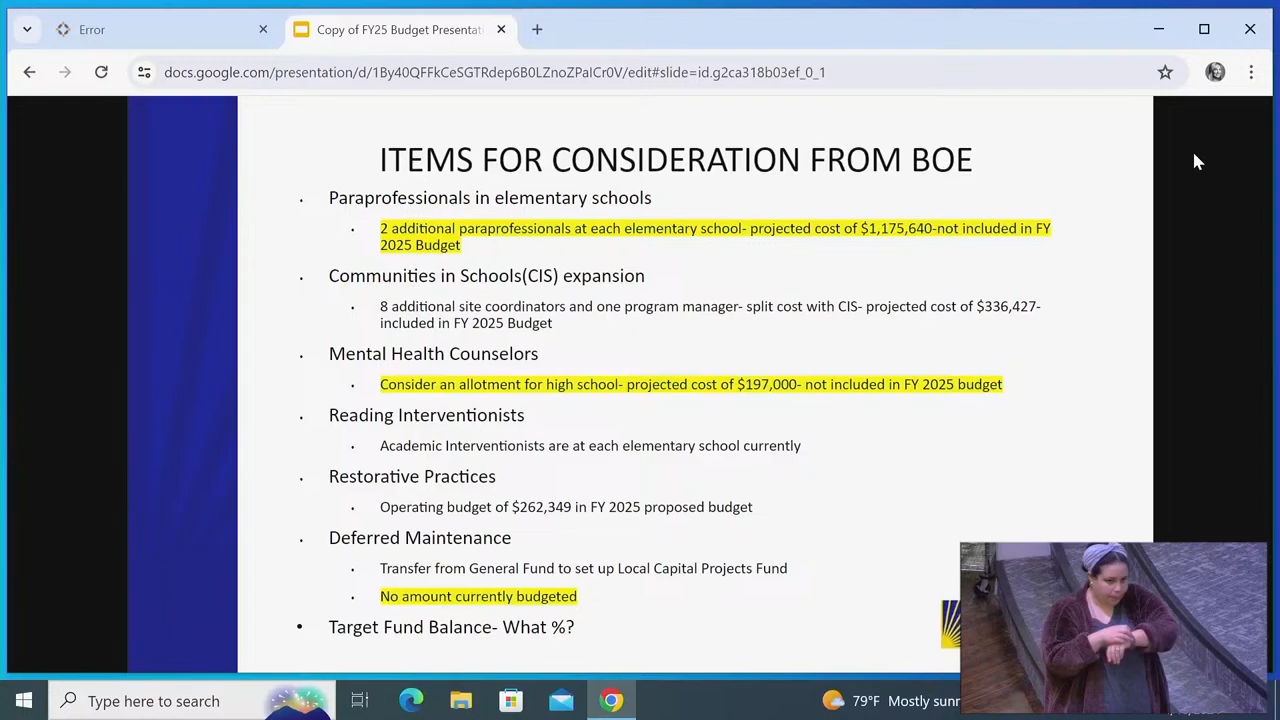 Error
Copy of FY25 Budget Presentati
docs.google.com/presentation/d/1By40QFFkCeSGTRdep6B0LZnoZPaICr0V/edit#slide=id.g2ca318b03ef_0_1
ITEMS FOR CONSIDERATION FROM BOE
Paraprofessionals in elementary schools
2 additional paraprofessionals at each elementary school- projected cost of $1,175,640-not included in FY
2025 Budget
Communities in Schools(CIS) expansion
8 additional site coordinators and one program manager- split cost with CIS- projected cost of $336,427-
included in FY 2025 Budget
Mental Health Counselors
Consider an allotment for high school- projected cost of $197,000- not included in FY 2025 budget
Reading Interventionists
Academic Interventionists are at each elementary school currently
Restorative Practices
Operating budget of $262,349 in FY 2025 proposed budget
Deferred Maintenance
Transfer from General Fund to set up Local Capital Projects Fund
No amount currently budgeted
Target Fund Balance- What %?
Type here to search
79°F Mostly sunn